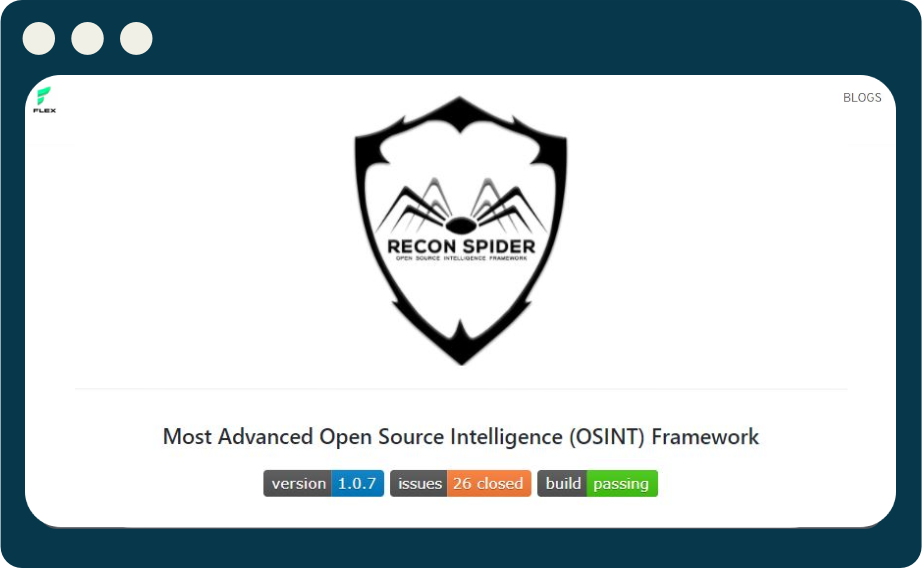 FLEX
BLOGS
RECON SPIDER
OPEN SOURCE INTELLIGENCE FRAMEWORK
Most Advanced Open Source Intelligence (OSINT) Framework
version 1.0.7 issues 26 closed build passing